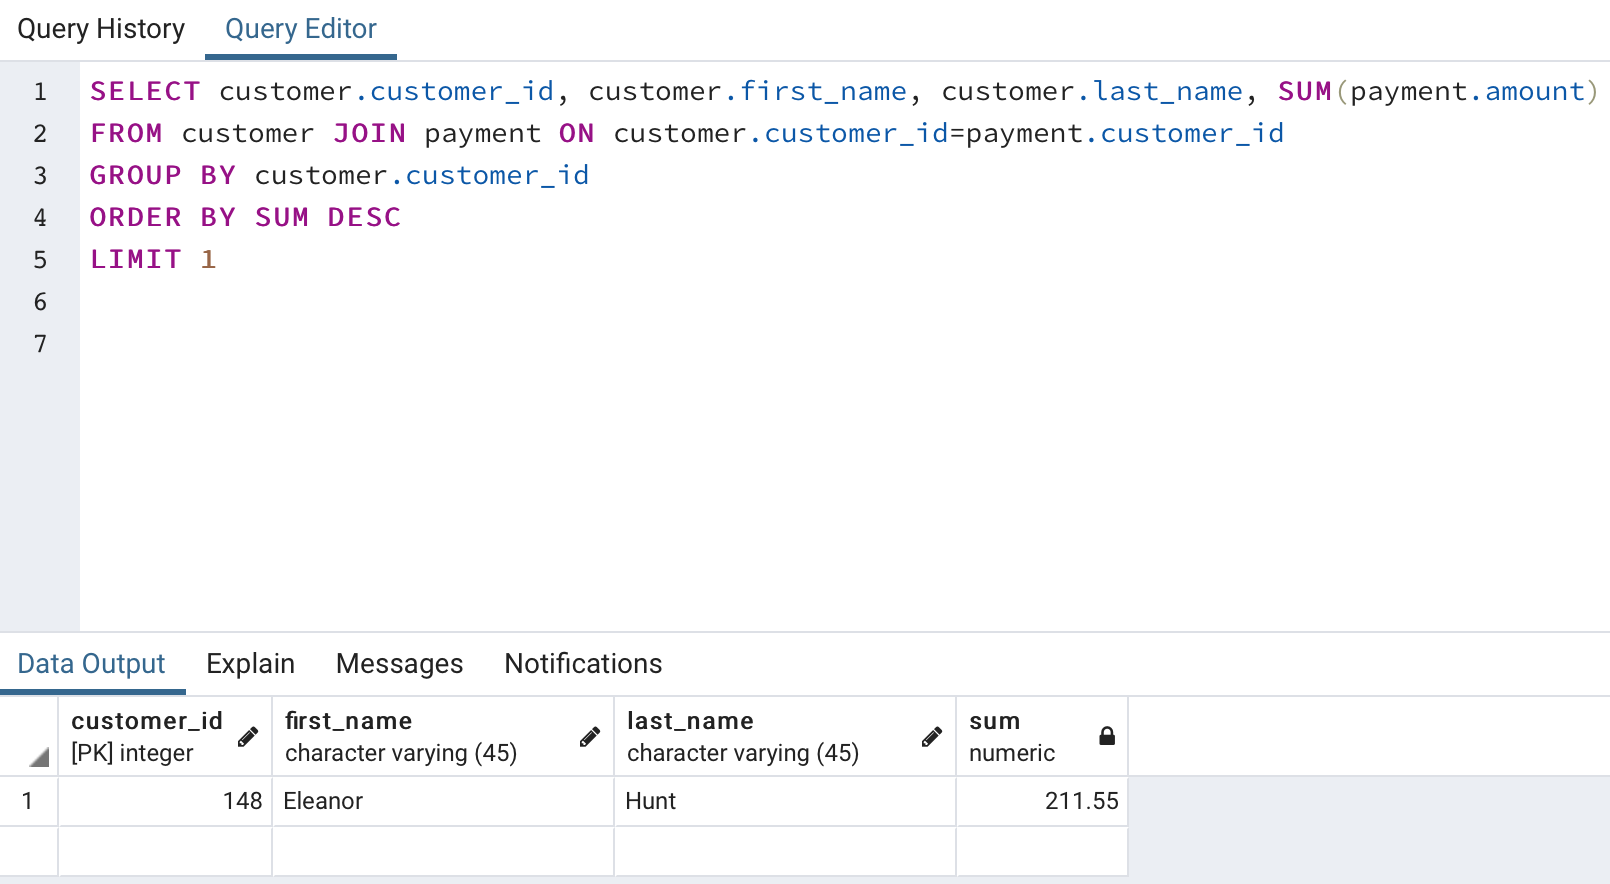 Query History Query Editor
1 SELECT customer.customer_id, customer.first_name, customer.last_name, SUM(payment.amount)
2 FROM customer JOIN payment ON customer.customer_id=payment.customer_id
3 GROUP BY customer.customer_id
4 ORDER BY SUM DESC
5 LIMIT 1
6
7
Data Output Explain Messages Notifications
customer_id first_name last_name sum
[PK] integer character varying (45) character varying (45) numeric
1 148 Eleanor Hunt 211.55